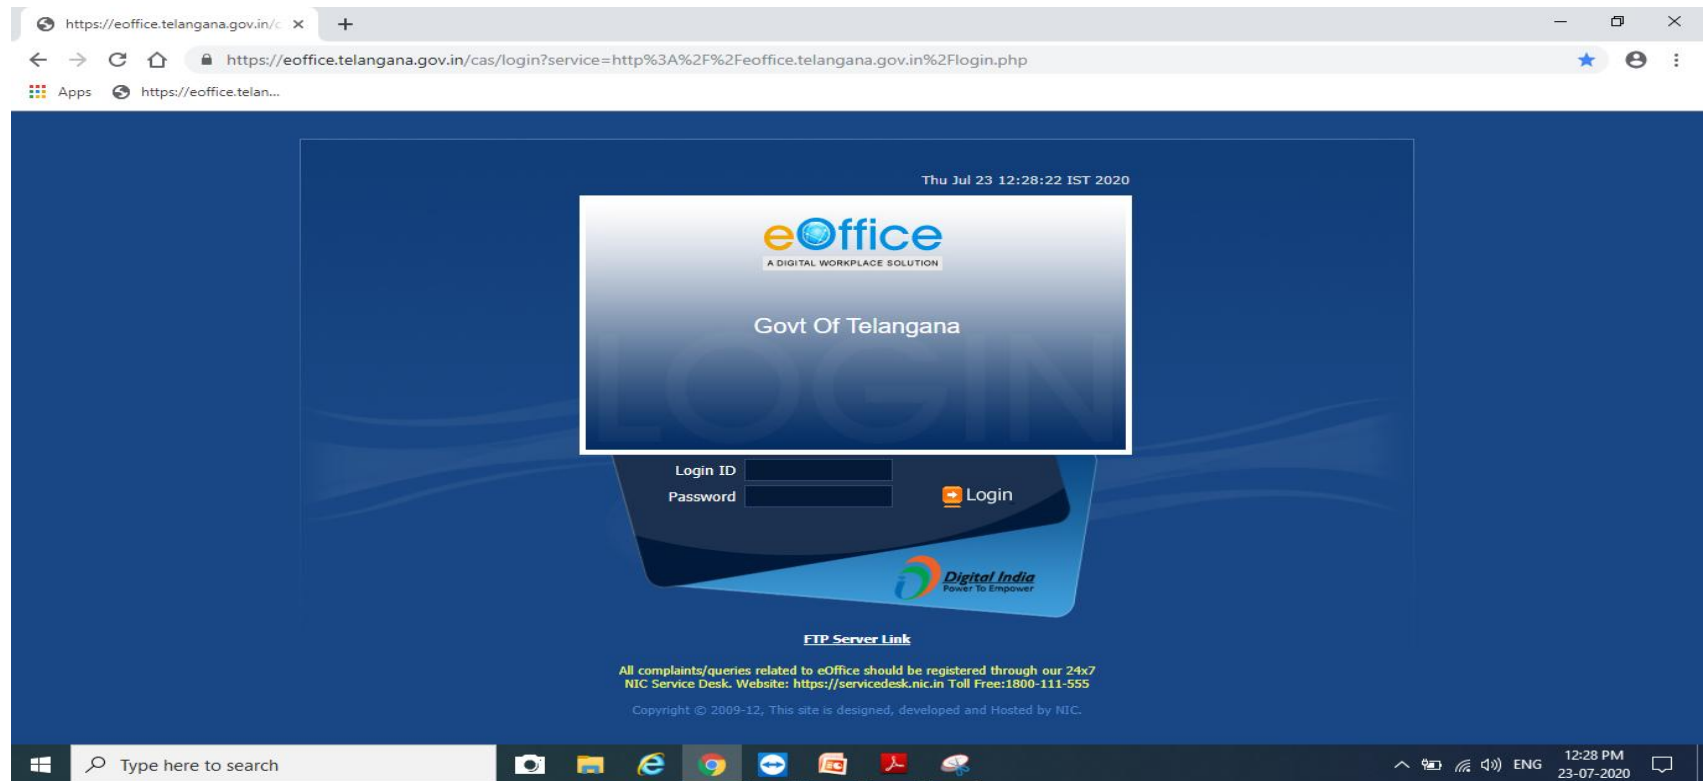 https://eoffice.telangana.gov.in/c
https://eoffice.telangana.gov.in/cas/login?service=http%3A%2F%2Feoffice.telangana.gov.in%2Flogin.php
Apps https://eoffice.telan...
Thu Jul 23 12:28:22 IST 2020
eOffice
A DIGITAL WORKPLACE SOLUTION
Govt Of Telangana
LOGIN
Login ID
Password
Login
Digital India
Power To Empower
FTP Server Link
All complaints/queries related to eOffice should be registered through our 24x7
NIC Service Desk. Website: https://servicedesk.nic.in Toll Free:1800-111-555
Copyright © 2009-12, This site is designed, developed and Hosted by NIC.
Type here to search
ENG
12:28 PM
23-07-2020